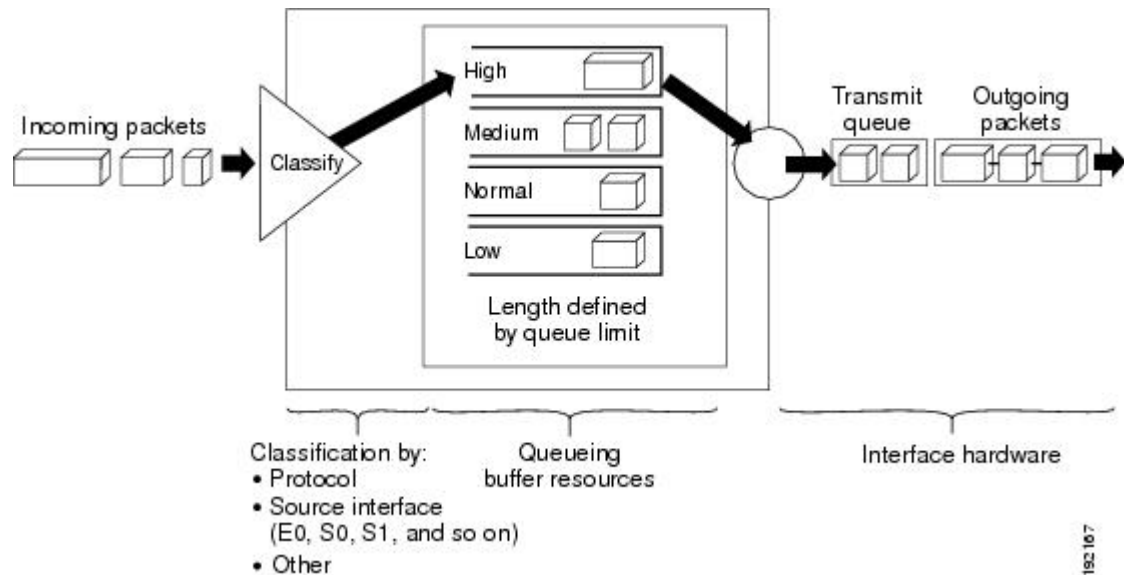 Incoming packets
Classify
High
Medium
Normal
Low
Length defined
by queue limit
Transmit
queue
Outgoing
packets
Classification by:
• Protocol
• Source interface
(E0, S0, S1, and so on)
• Other
Queueing
buffer resources
Interface hardware
192167